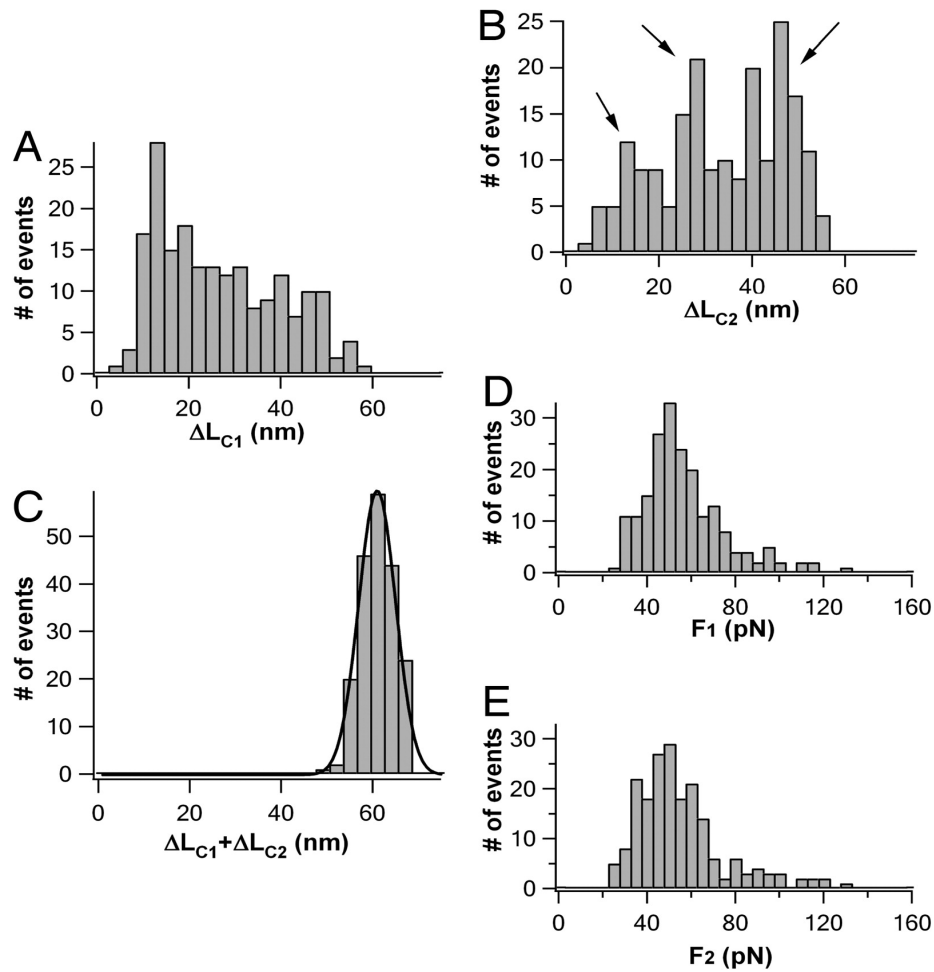 A
# of events
25
20
15
10
5
0
0 20 40 60
ΔLC1 (nm)
B
# of events
25
20
15
10
5
0
0 20 40 60
ΔLC2 (nm)
C
# of events
50
40
30
20
10
0
0 20 40 60
ΔLC1+ΔLC2 (nm)
D
# of events
30
20
10
0
0 40 80 120 160
F1 (pN)
E
# of events
30
20
10
0
0 40 80 120 160
F2 (pN)